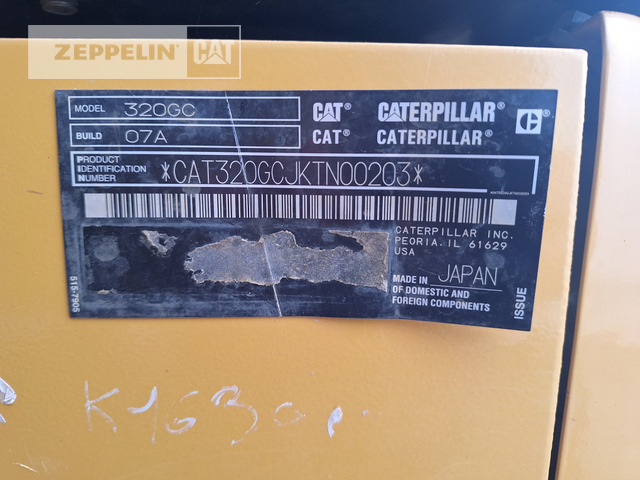 ZEPPELIN CAT
MODEL 320GC
CAT® CATERPILLAR®
BUILD 07A
CAT® CATERPILLAR®
PRODUCT IDENTIFICATION NUMBER *CAT320GCJKTN00203*
CATERPILLAR INC.
PEORIA, IL 61629
USA
MADE IN JAPAN
OF DOMESTIC AND
FOREIGN COMPONENTS
515-7905
ISSUE